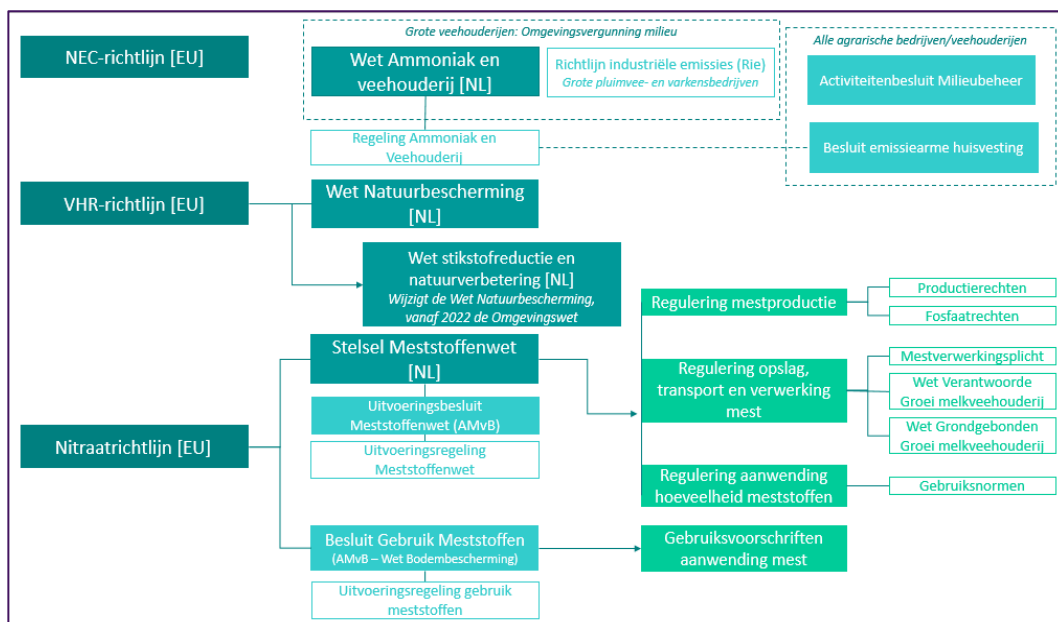 NEC-richtlijn [EU]
Grote veehouderijen: Omgevingsvergunning milieu
Wet Ammoniak en
veehouderij [NL]
Richtlijn industriële emissies (Rie)
Grote pluimvee- en varkensbedrijven
Regeling Ammoniak en
Veehouderij
Alle agrarische bedrijven/veehouderijen
Activiteitenbesluit Milieubeheer
Besluit emissiearme huisvesting
VHR-richtlijn [EU]
Wet Natuurbescherming
[NL]
Wet stikstofreductie en
natuurverbetering [NL]
Wijzigt de Wet Natuurbescherming,
vanaf 2022 de Omgevingswet
Nitraatrichtlijn [EU]
Stelsel Meststoffenwet
[NL]
Uitvoeringsbesluit
Meststoffenwet (AMvB)
Uitvoeringsregeling
Meststoffenwet
Besluit Gebruik Meststoffen
(AMvB – Wet Bodembescherming)
Uitvoeringsregeling gebruik
meststoffen
Regulering mestproductie
Productierechten
Fosfaatrechten
Regulering opslag,
transport en verwerking
mest
Mestverwerkingsplicht
Wet Verantwoorde
Groei melkveehouderij
Wet Grondgebonden
Groei melkveehouderij
Regulering aanwending
hoeveelheid meststoffen
Gebruiksnormen
Gebruiksvoorschriften
aanwending mest